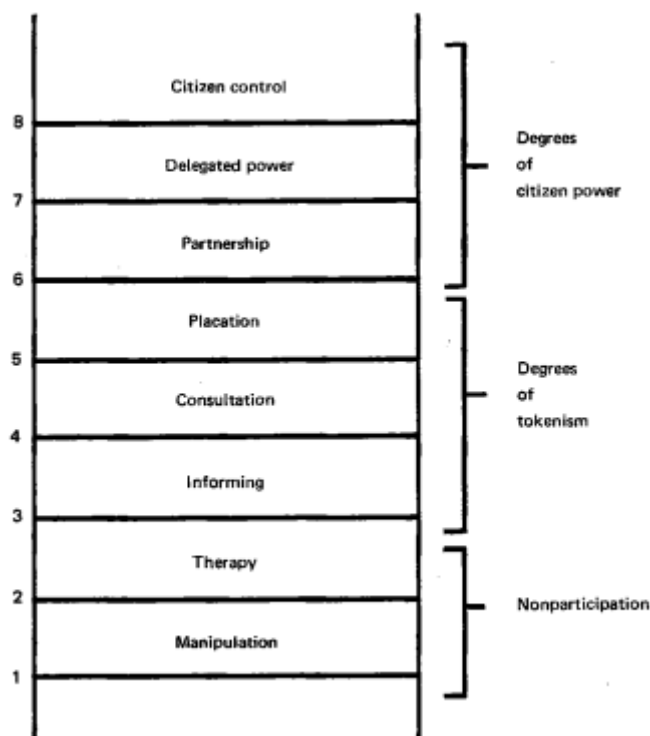 Citizen control
8
Delegated power
7
Partnership
6
Placation
5
Consultation
4
Informing
3
Therapy
2
Manipulation
1
Degrees
of
citizen power
Degrees
of
tokenism
Nonparticipation